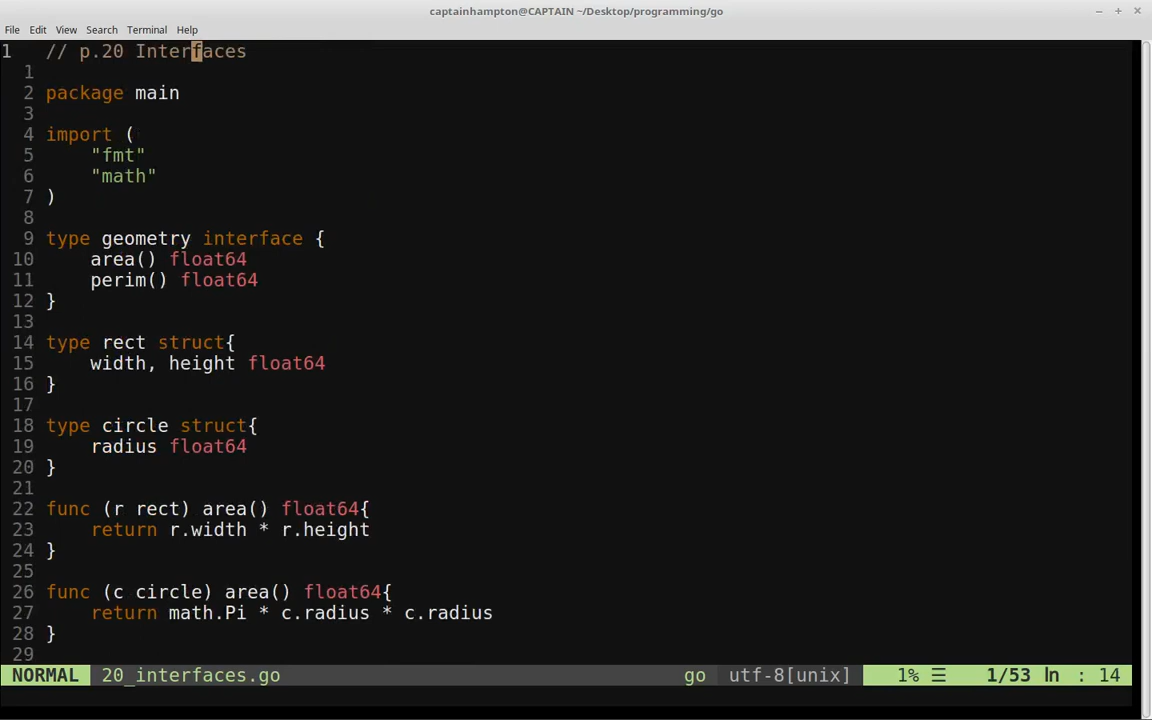 captainhampton@CAPTAIN ~/Desktop/programming/go
File Edit View Search Terminal Help
1 // p.20 Interfaces
1
2 package main
3
4 import (
5 "fmt"
6 "math"
7 )
8
9 type geometry interface {
10 area() float64
11 perim() float64
12 }
13
14 type rect struct{
15 width, height float64
16 }
17
18 type circle struct{
19 radius float64
20 }
21
22 func (r rect) area() float64{
23 return r.width * r.height
24 }
25
26 func (c circle) area() float64{
27 return math.Pi * c.radius * c.radius
28 }
29
NORMAL 20_interfaces.go go utf-8[unix] 1% ☰ 1/53 ln : 14